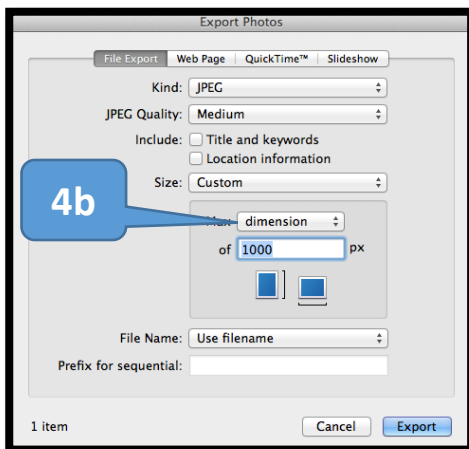 Export Photos
File Export Web Page QuickTime™ Slideshow
Kind: JPEG
JPEG Quality: Medium
Include: Title and keywords
Location information
Size: Custom
4b
dimension
of 1000 px
File Name: Use filename
Prefix for sequential:
1 item Cancel Export